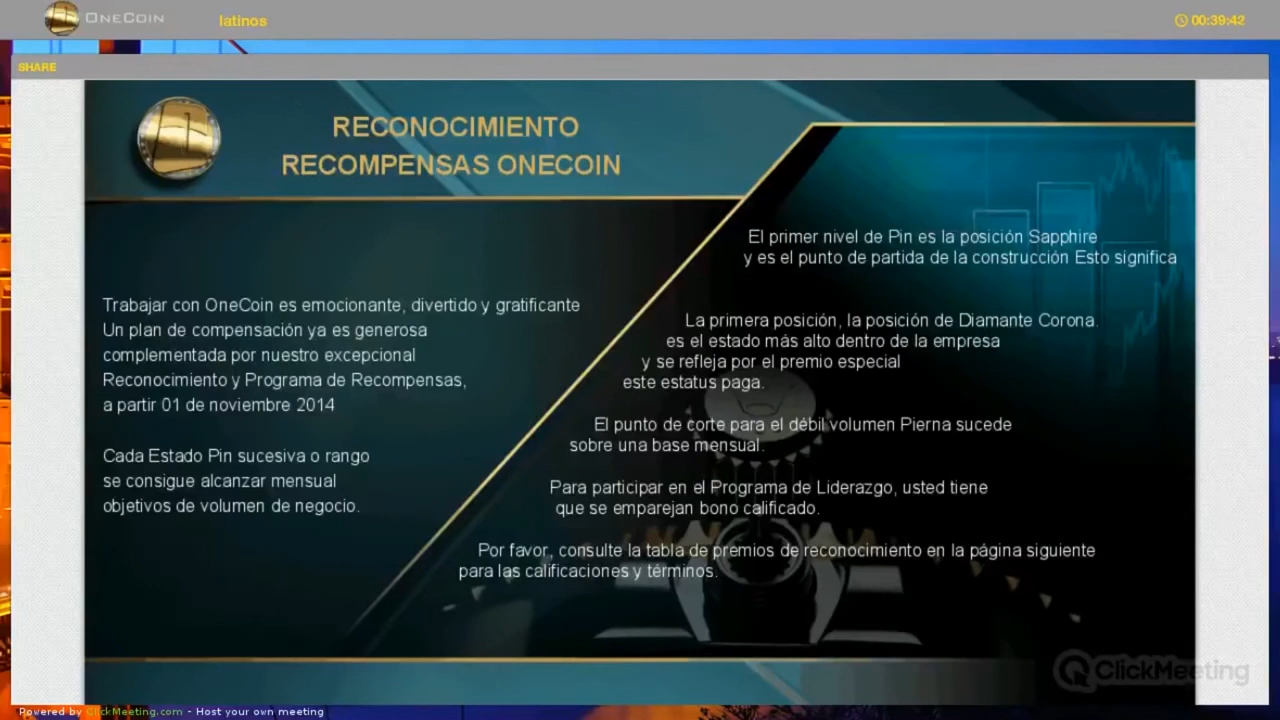 ONECOIN
latinos
00:39:42
SHARE
RECONOCIMIENTO
RECOMPENSAS ONECOIN
Trabajar con OneCoin es emocionante, divertido y gratificante
Un plan de compensación ya es generosa
complementada por nuestro excepcional
Reconocimiento y Programa de Recompensas,
a partir 01 de noviembre 2014
Cada Estado Pin sucesiva o rango
se consigue alcanzar mensual
objetivos de volumen de negocio.
El primer nivel de Pin es la posición Sapphire
y es el punto de partida de la construcción Esto significa
La primera posición, la posición de Diamante Corona.
es el estado más alto dentro de la empresa
y se refleja por el premio especial
este estatus paga.
El punto de corte para el débil volumen Pierna sucede
sobre una base mensual.
Para participar en el Programa de Liderazgo, usted tiene
que se emparejan bono calificado.
Por favor, consulte la tabla de premios de reconocimiento en la página siguiente
para las calificaciones y términos.
ClickMeeting
Powered by ClickMeeting.com - Host your own meeting